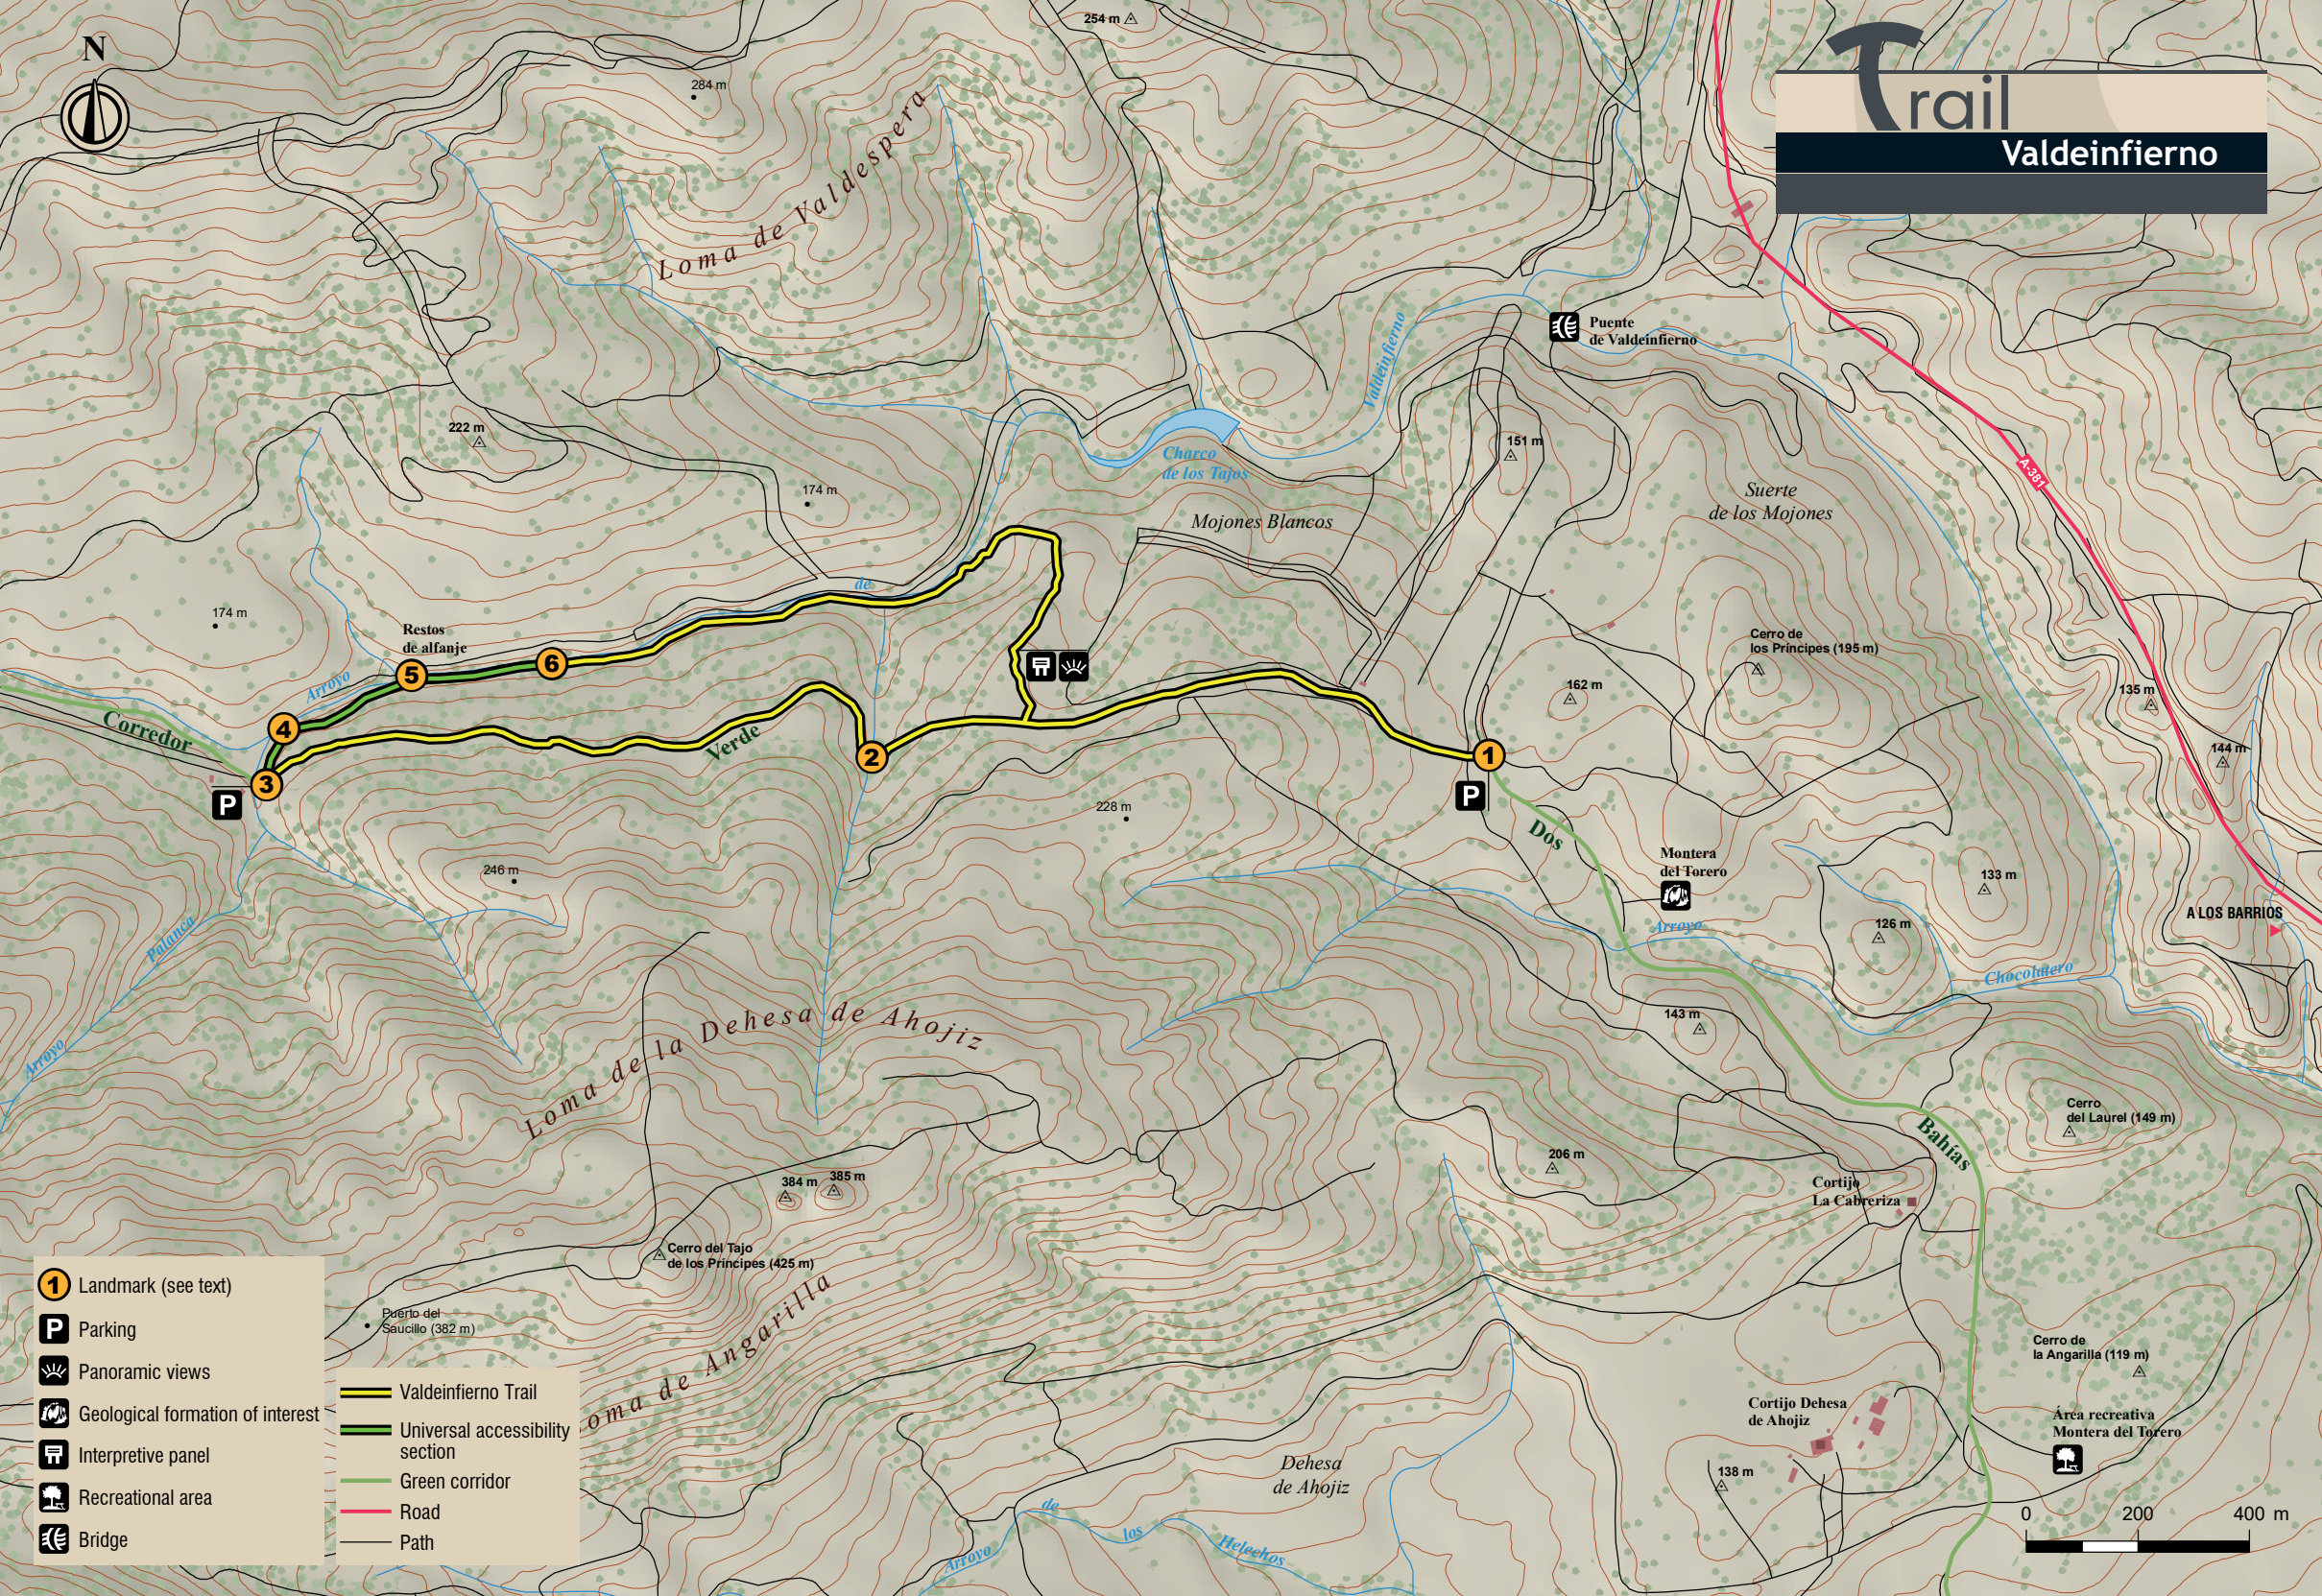 N
254 m
284 m
Trail
Valdeinfierno
Loma de Valdespera
Puente
de Valdeinfierno
Valdeinfierno
222 m
151 m
Charco
de los Tajos
A-381
174 m
Suerte
de los Mojones
Mojones Blancos
de
174 m
Restos
de alfanje
Cerro de
los Príncipes (195 m)
6
5
Arroyo
162 m
135 m
4
Corredor
Verde
2
1
144 m
3
P
P
228 m
Dos
Montera
del Torero
246 m
133 m
A LOS BARRIOS
126 m
Arroyo
Palanca
Chocolatero
Loma de la Dehesa de Ahojiz
143 m
Arroyo
Cerro
del Laurel (149 m)
Bahías
206 m
384 m
385 m
Cortijo
La Cabreriza
Cerro del Tajo
de los Príncipes (425 m)
1
Landmark (see text)
P
Parking
Panoramic views
Geological formation of interest
Interpretive panel
Recreational area
Bridge
Puerto del
Saucillo (382 m)
oma de Angarilla
Valdeinfierno Trail
Universal accessibility
section
Green corridor
Road
Path
Cerro de
la Angarilla (119 m)
Cortijo Dehesa
de Ahojiz
Área recreativa
Montera del Torero
Dehesa
de Ahojiz
138 m
Arroyo de los Helechos
0 200 400 m